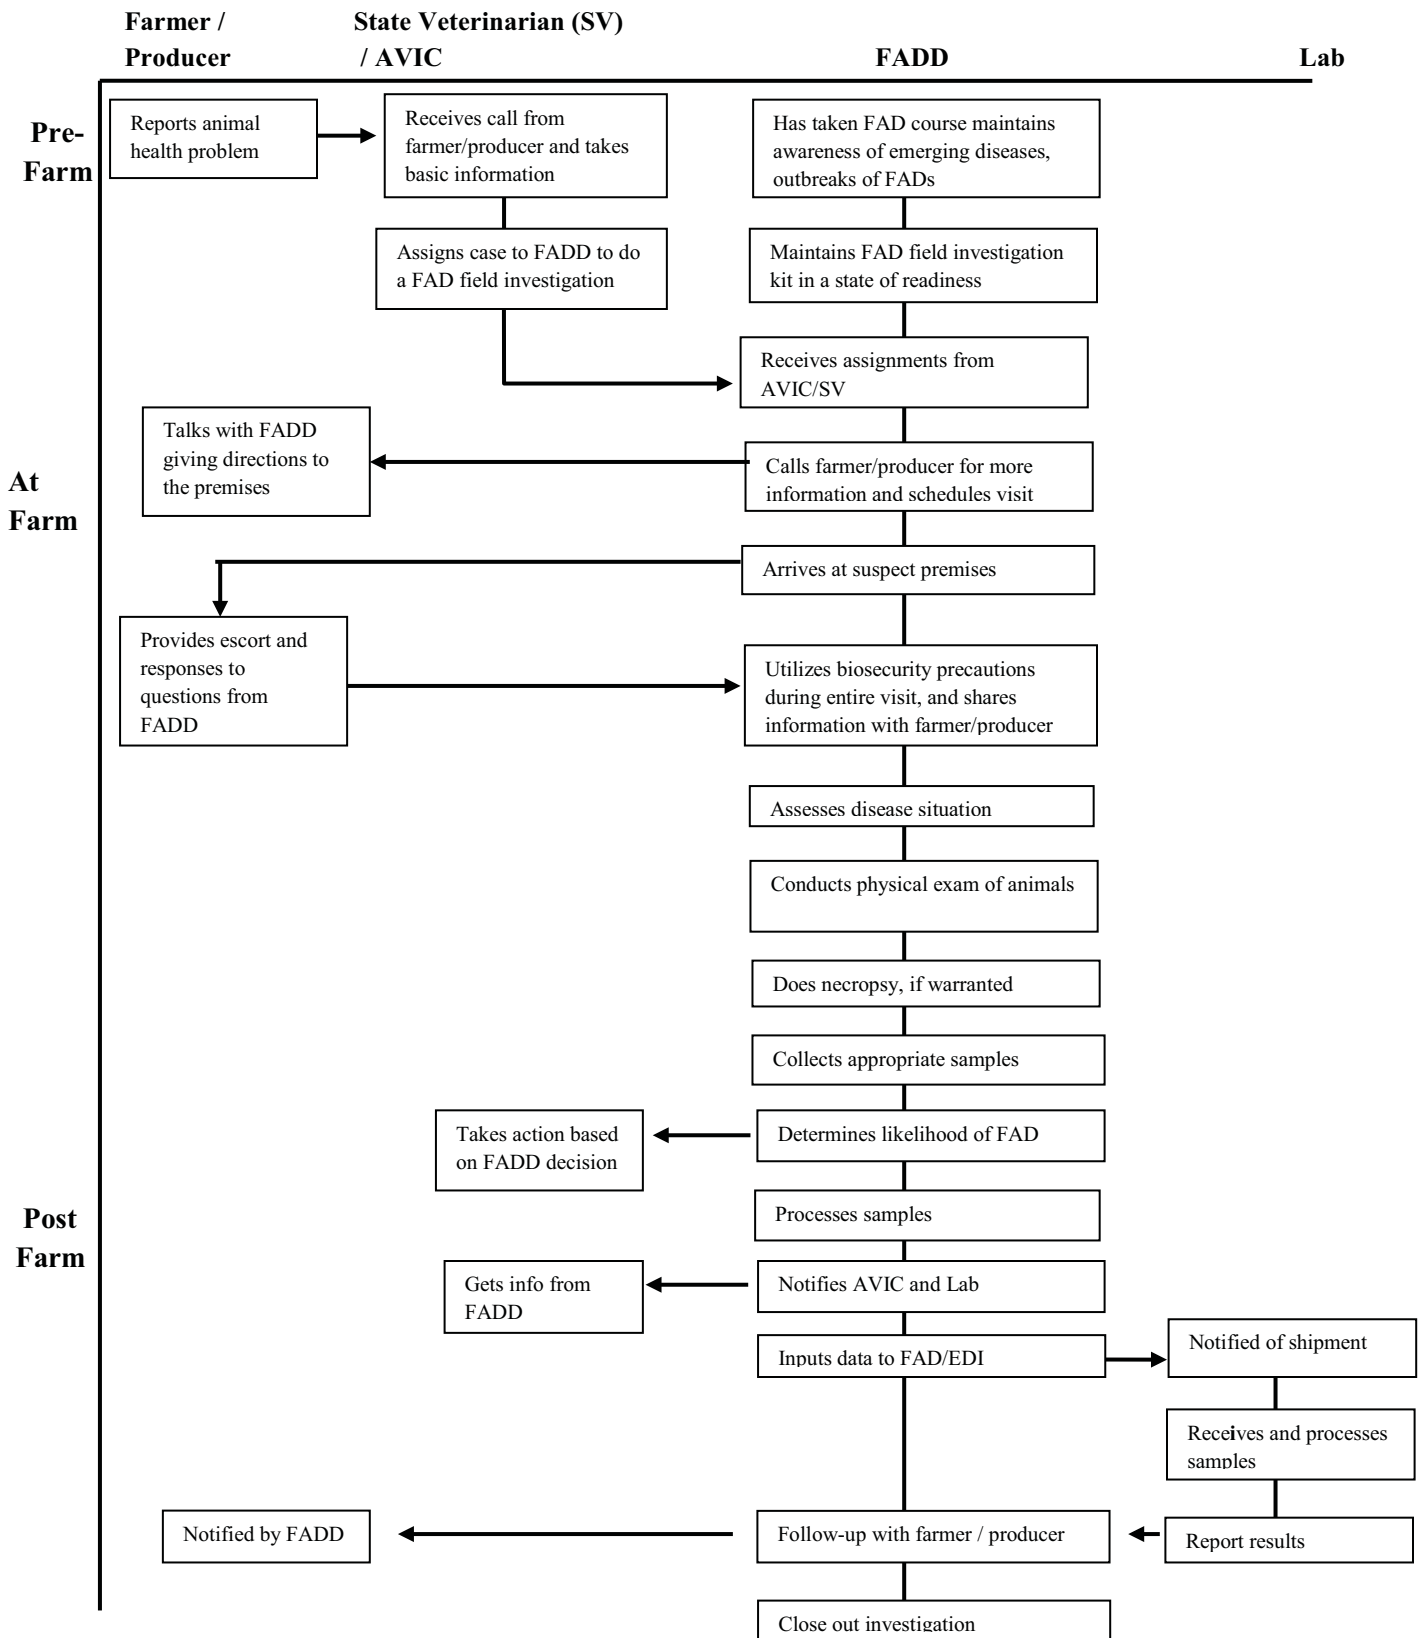 Farmer /
Producer
State Veterinarian (SV)
/ AVIC
FADD
Lab
Pre-
Farm
Reports animal
health problem
Receives call from
farmer/producer and takes
basic information
Has taken FAD course maintains
awareness of emerging diseases,
outbreaks of FADs
Assigns case to FADD to do
a FAD field investigation
Maintains FAD field investigation
kit in a state of readiness
Receives assignments from
AVIC/SV
At
Farm
Talks with FADD
giving directions to
the premises
Calls farmer/producer for more
information and schedules visit
Arrives at suspect premises
Provides escort and
responses to
questions from
FADD
Utilizes biosecurity precautions
during entire visit, and shares
information with farmer/producer
Assesses disease situation
Conducts physical exam of animals
Does necropsy, if warranted
Collects appropriate samples
Takes action based
on FADD decision
Determines likelihood of FAD
Post
Farm
Processes samples
Gets info from
FADD
Notifies AVIC and Lab
Inputs data to FAD/EDI
Notified of shipment
Receives and processes
samples
Notified by FADD
Follow-up with farmer / producer
Report results
Close out investigation